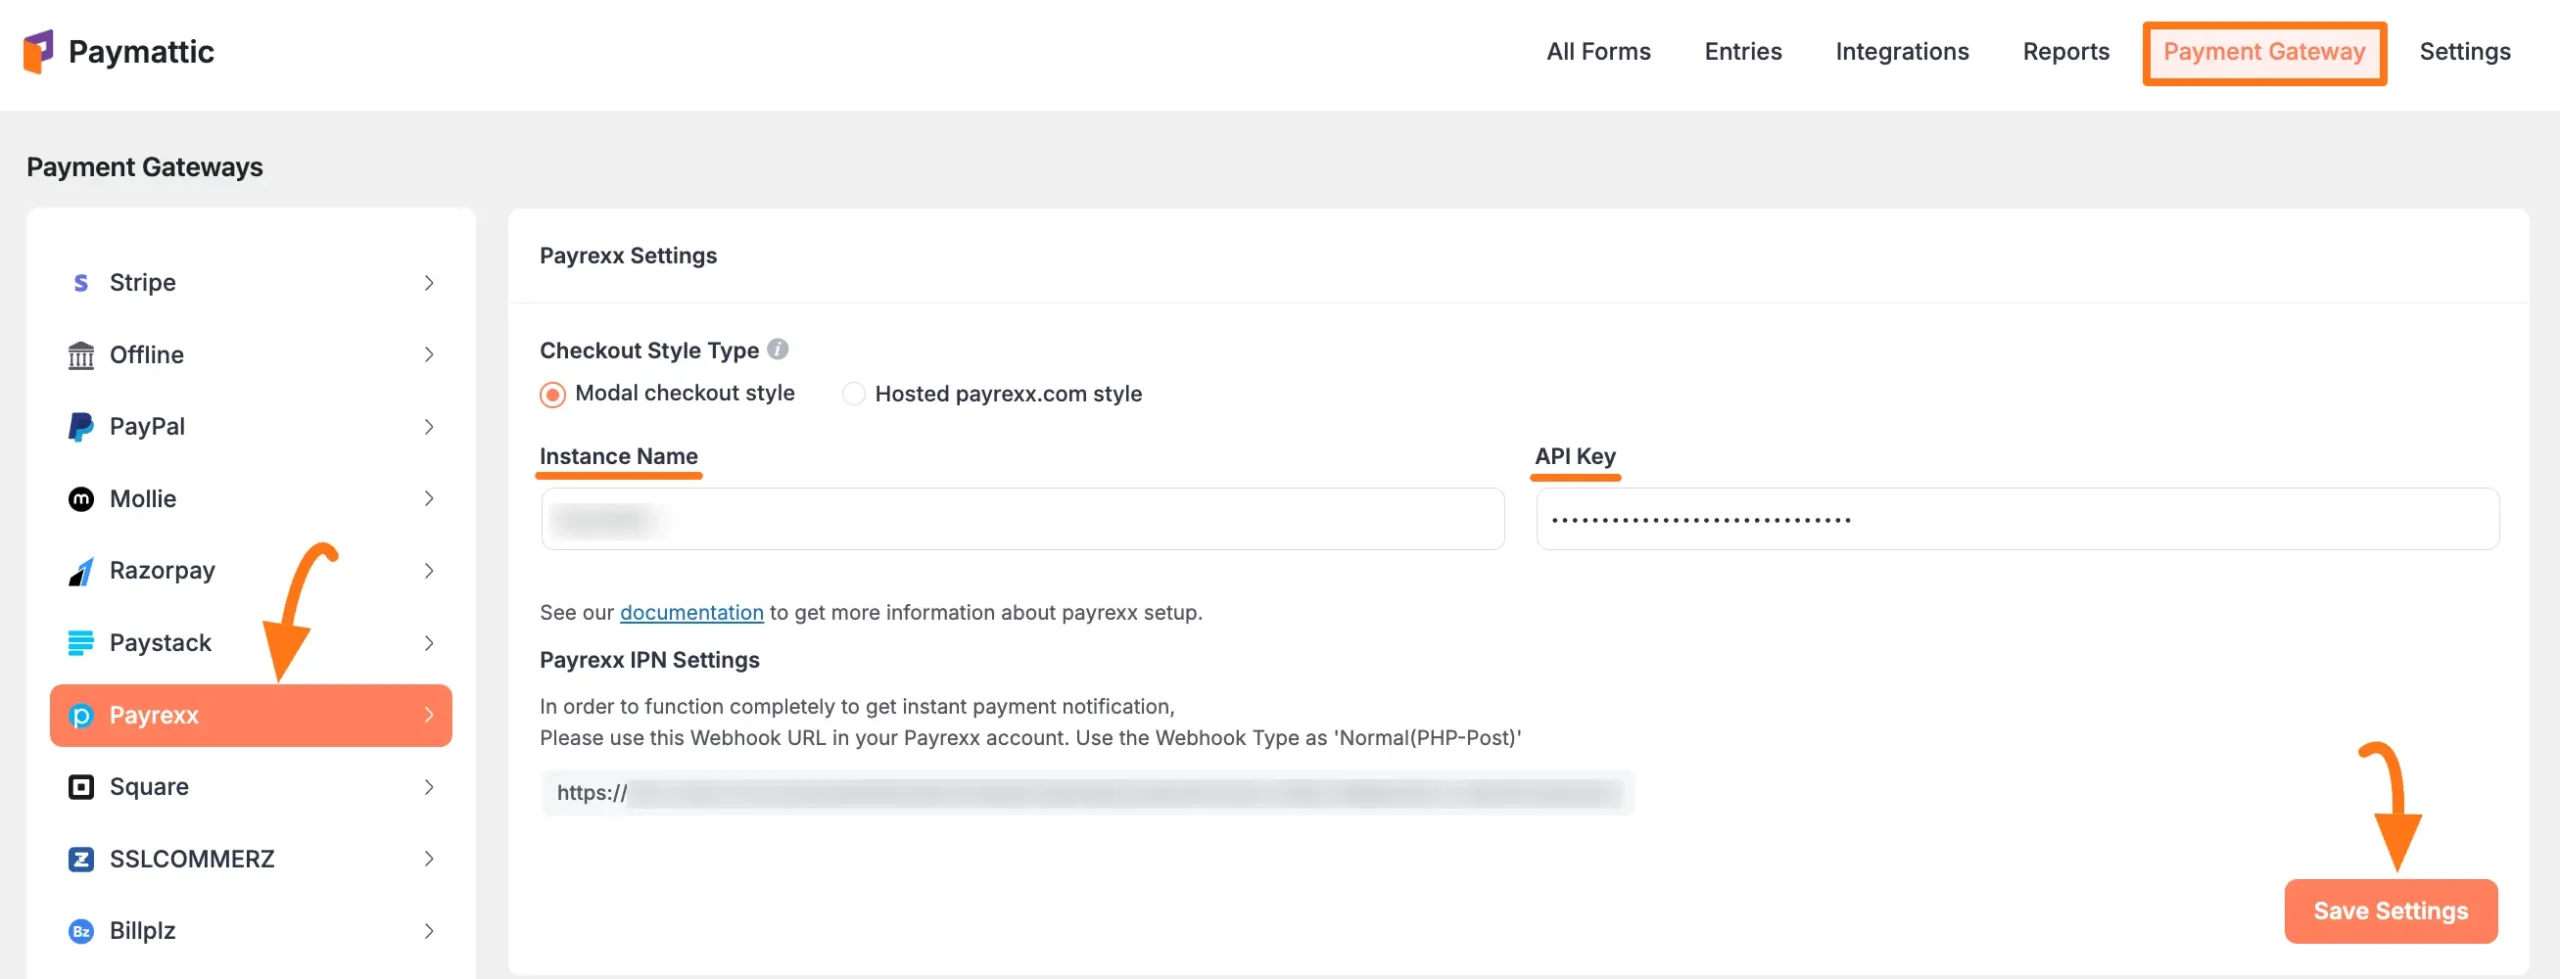 Paymattic
All Forms
Entries
Integrations
Reports
Payment Gateway
Settings
Payment Gateways
S Stripe
Offline
PayPal
m Mollie
Razorpay
Paystack
p Payrexx
Square
Z SSLCOMMERZ
Bz Billplz
Payrexx Settings
Checkout Style Type i
Modal checkout style
Hosted payrexx.com style
Instance Name
API Key
••••••••••••••••••••••••••••••
See our documentation to get more information about payrexx setup.
Payrexx IPN Settings
In order to function completely to get instant payment notification,
Please use this Webhook URL in your Payrexx account. Use the Webhook Type as 'Normal(PHP-Post)'
https://
Save Settings